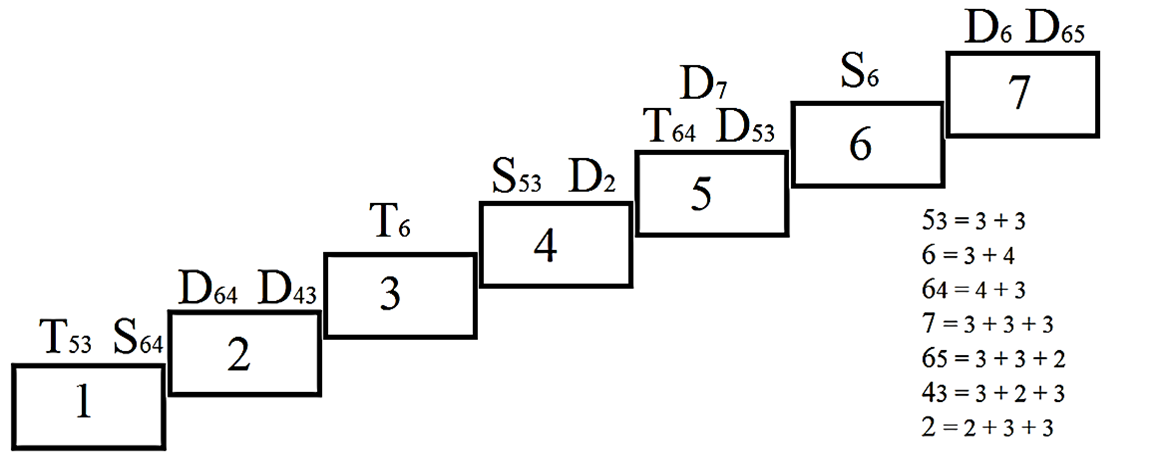 D6 D65
7
S6
6
D7
T64 D53
5
S53 D2
4
T6
3
D64 D43
2
T53 S64
1
53 = 3 + 3
6 = 3 + 4
64 = 4 + 3
7 = 3 + 3 + 3
65 = 3 + 3 + 2
43 = 3 + 2 + 3
2 = 2 + 3 + 3